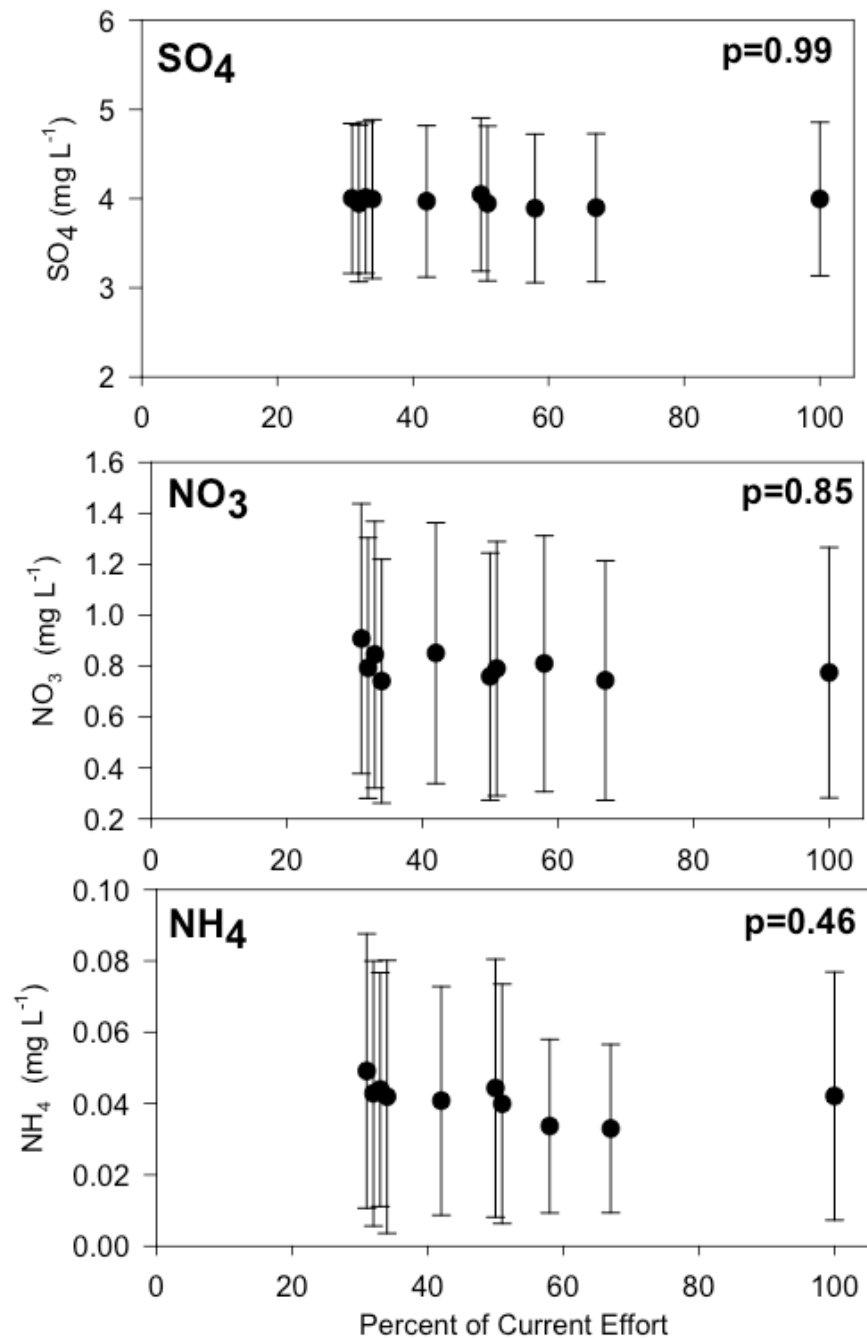 SO4 p=0.99
6
5
4
3
2
SO4 (mg L-1)
0 20 40 60 80 100
NO3 p=0.85
1.6
1.4
1.2
1.0
0.8
0.6
0.4
0.2
NO3 (mg L-1)
0 20 40 60 80 100
NH4 p=0.46
0.10
0.08
0.06
0.04
0.02
0.00
NH4 (mg L-1)
0 20 40 60 80 100
Percent of Current Effort